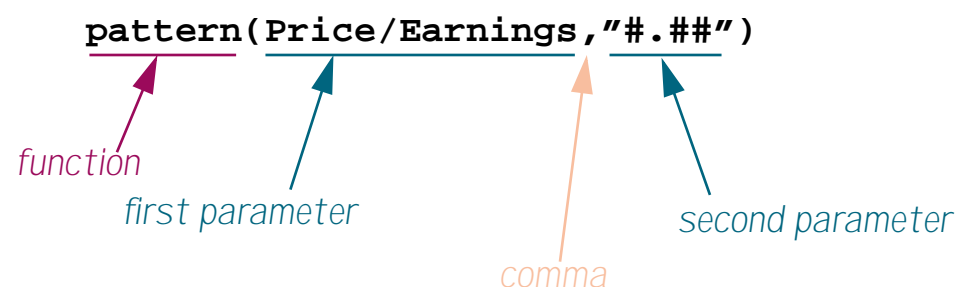 pattern(Price/Earnings,”#.##”)
function
first parameter
second parameter
comma